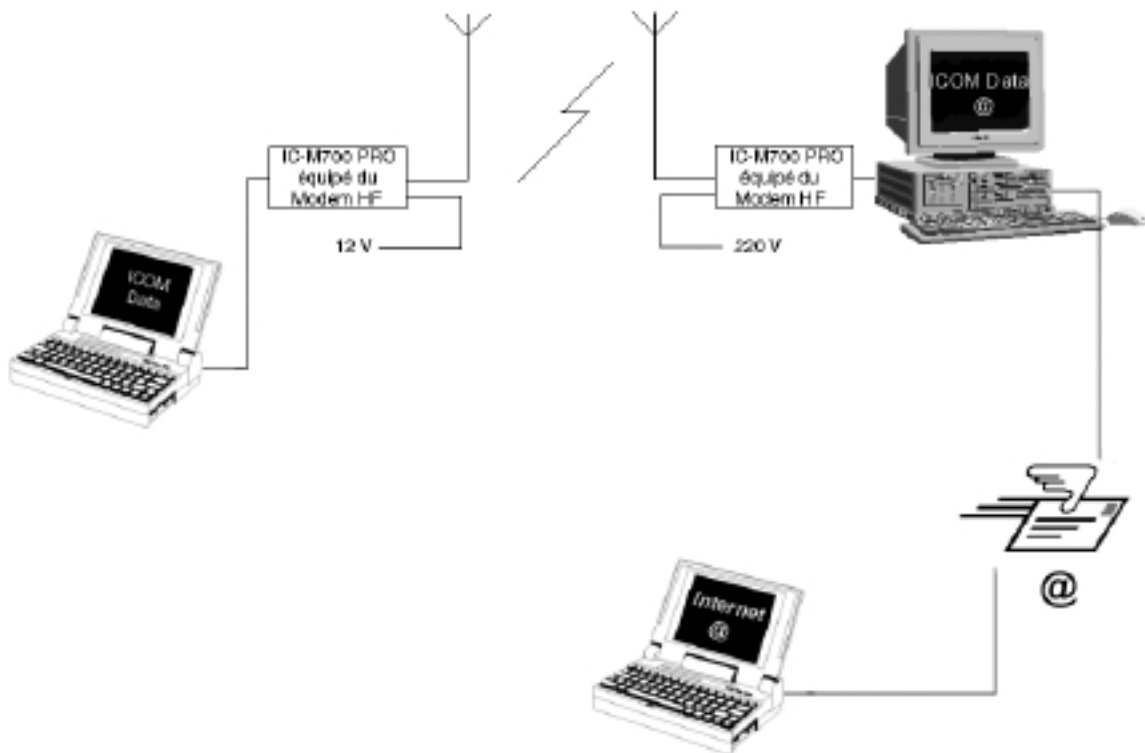 ICOM Data
@
IC-M700 PRO
équipé du
Modem HF
IC-M700 PRO
équipé du
Modem HF
12 V
220 V
ICOM
Data
@
Internet
@